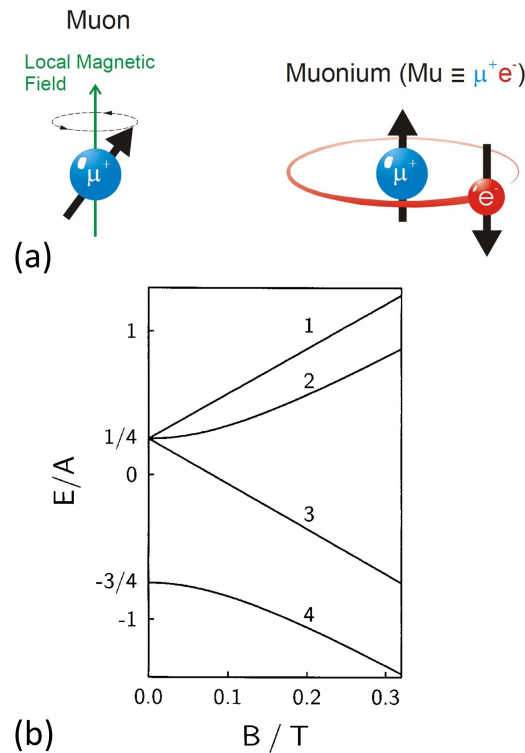 Muon
Local Magnetic
Field
μ+
Muonium (Mu ≡ μ+e-)
μ+
e-
(a)
1
1/4
0
-3/4
-1
E/A
1
2
3
4
0.0 0.1 0.2 0.3
B/T
(b)